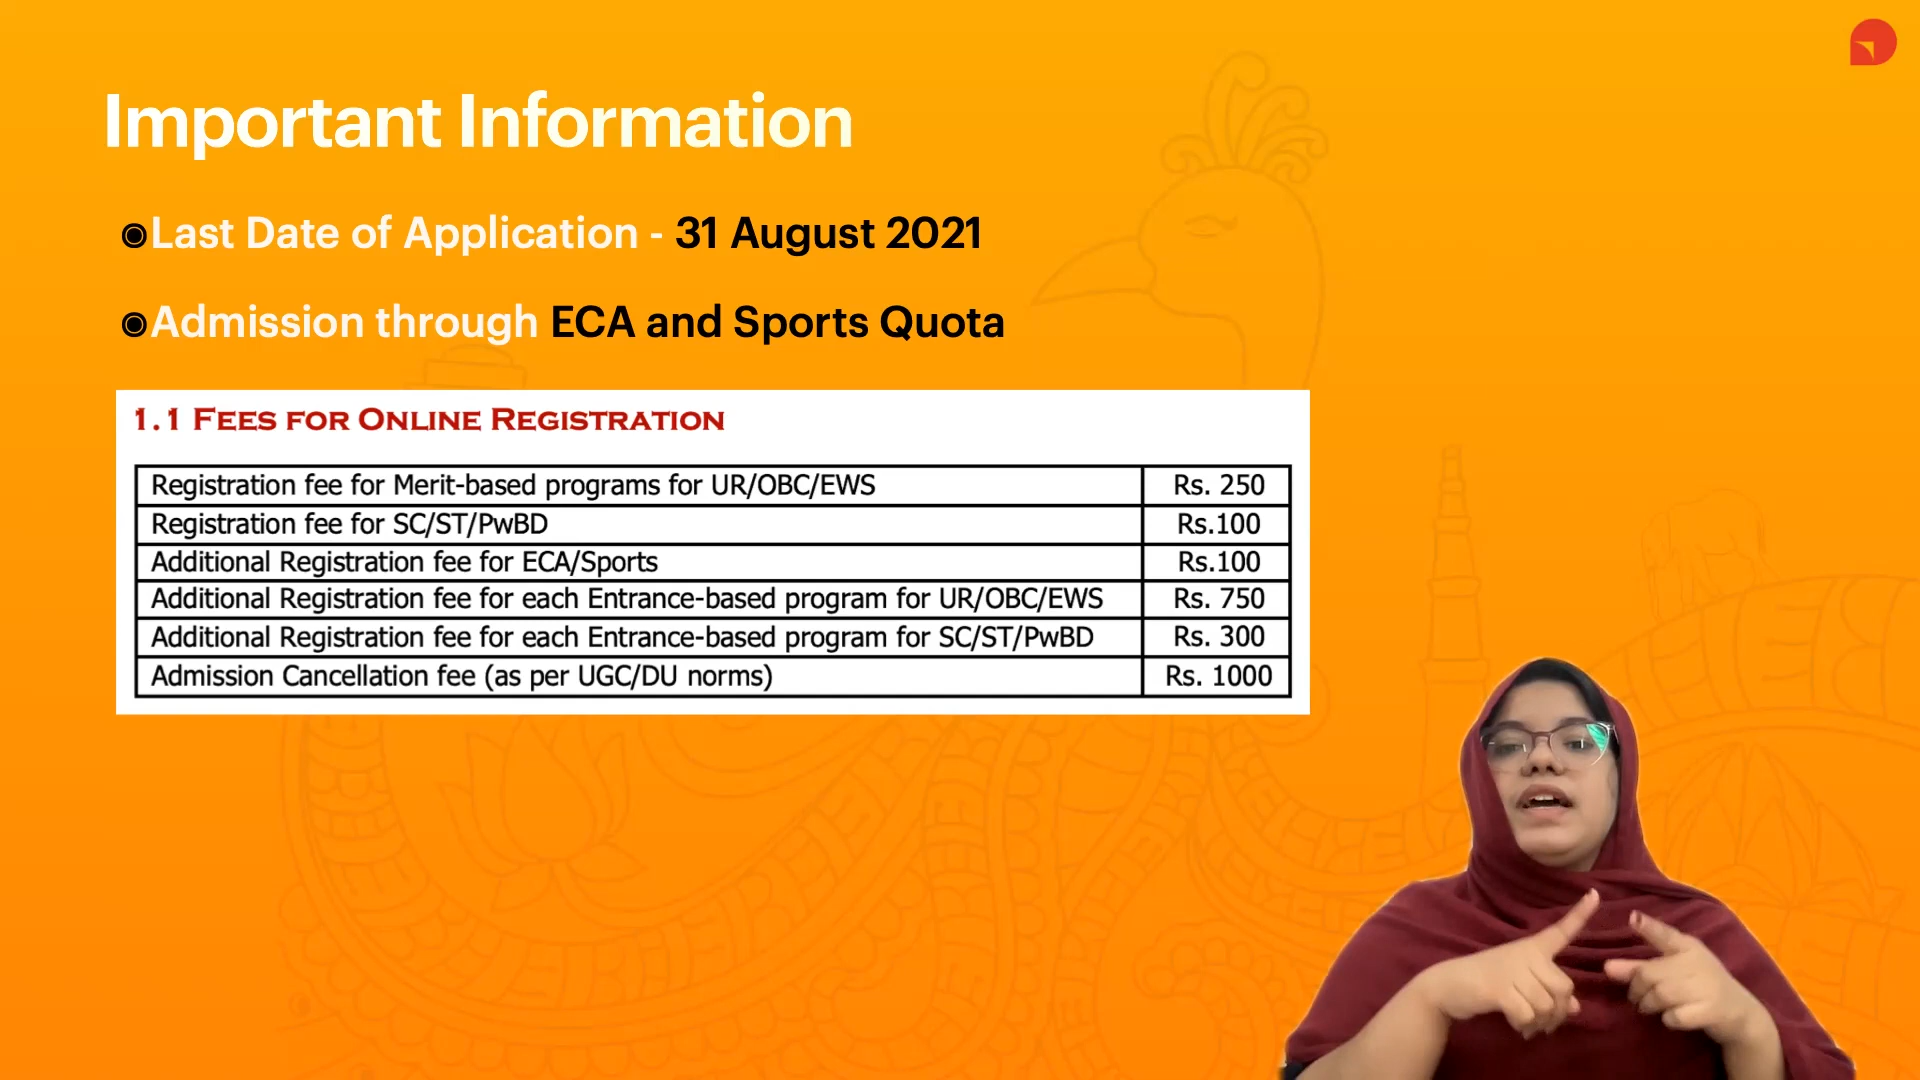 Important Information
Last Date of Application - 31 August 2021
Admission through ECA and Sports Quota
1.1 FEES FOR ONLINE REGISTRATION
Registration fee for Merit-based programs for UR/OBC/EWS Rs. 250
Registration fee for SC/ST/PwBD Rs.100
Additional Registration fee for ECA/Sports Rs.100
Additional Registration fee for each Entrance-based program for UR/OBC/EWS Rs. 750
Additional Registration fee for each Entrance-based program for SC/ST/PwBD Rs. 300
Admission Cancellation fee (as per UGC/DU norms) Rs. 1000